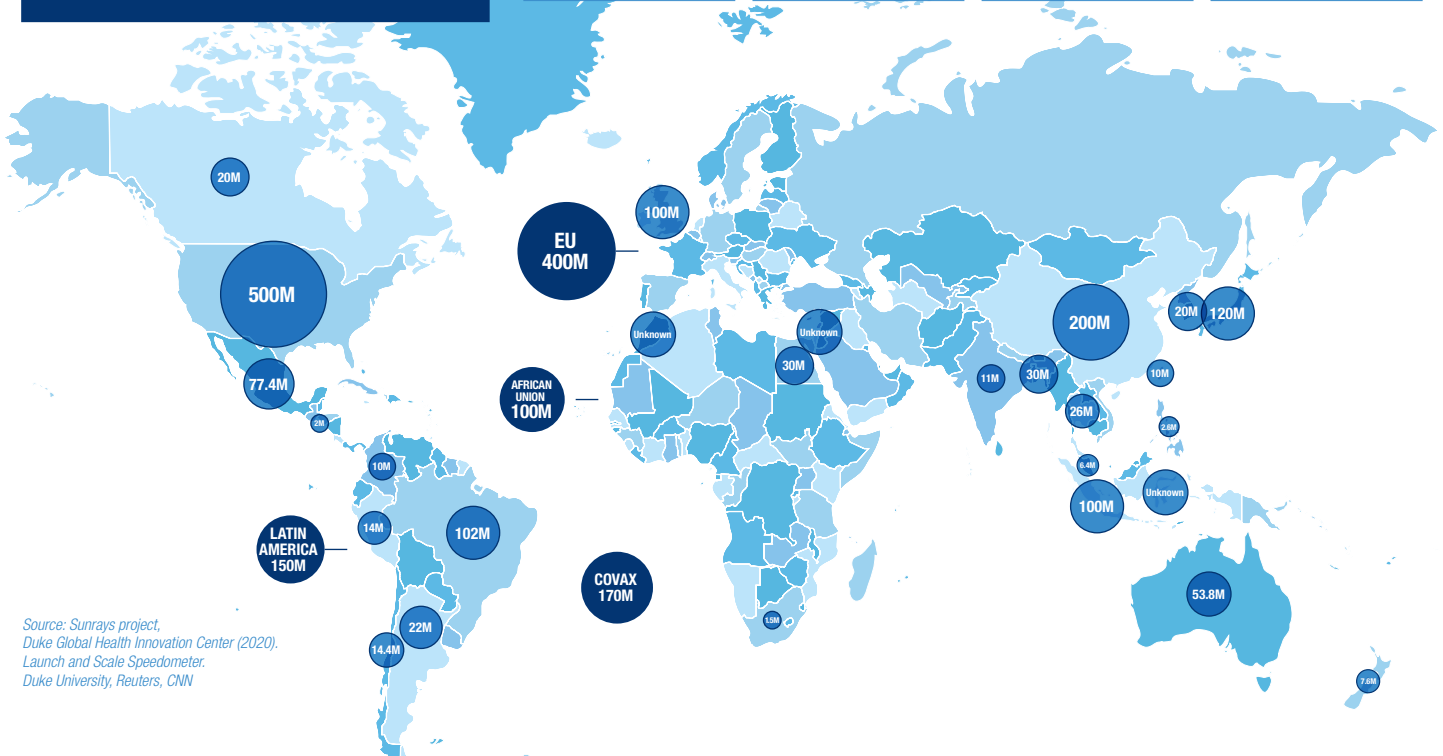 20M
100M
EU
400M
500M
200M
20M
120M
Unknown
Unknown
30M
77.4M
AFRICAN
UNION
100M
11M
30M
10M
26M
2M
2.6M
10M
6.4M
Unknown
100M
14M
102M
LATIN
AMERICA
150M
COVAX
170M
53.8M
1.5M
22M
14.4M
7.6M
Source: Sunrays project,
Duke Global Health Innovation Center (2020).
Launch and Scale Speedometer.
Duke University, Reuters, CNN